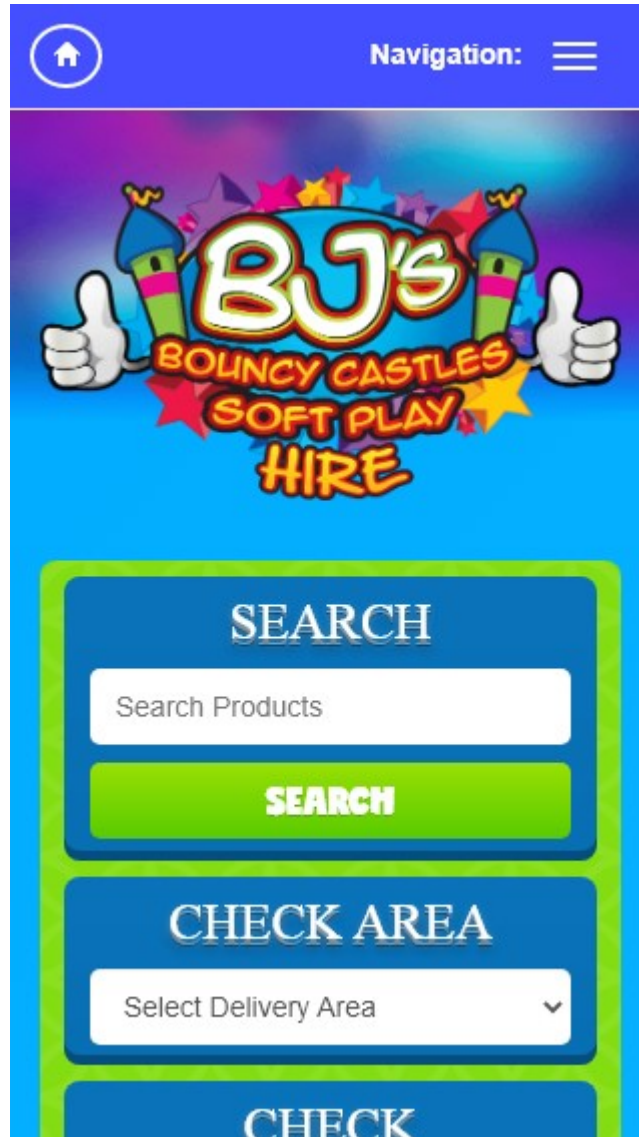 Navigation:
BJ's
BOUNCY CASTLES
SOFT PLAY
HIRE
SEARCH
Search Products
SEARCH
CHECK AREA
Select Delivery Area
CHECK